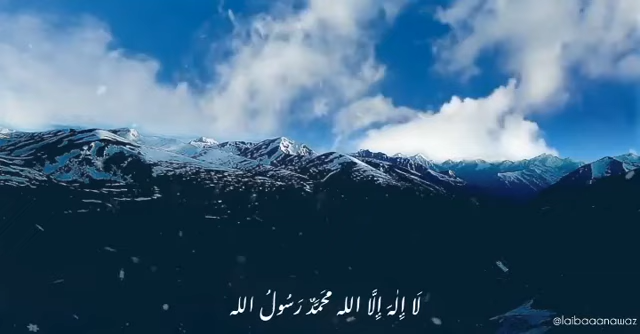 لَا إِلٰهَ إِلَّا الله مُحَمَّدٌ رَسُولُ الله
@laibaaanawaz